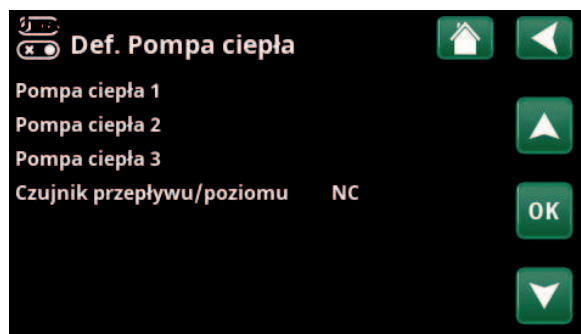 Def. Pompa ciepła
Pompa ciepła 1
Pompa ciepła 2
Pompa ciepła 3
Czujnik przepływu/poziomu NC
OK